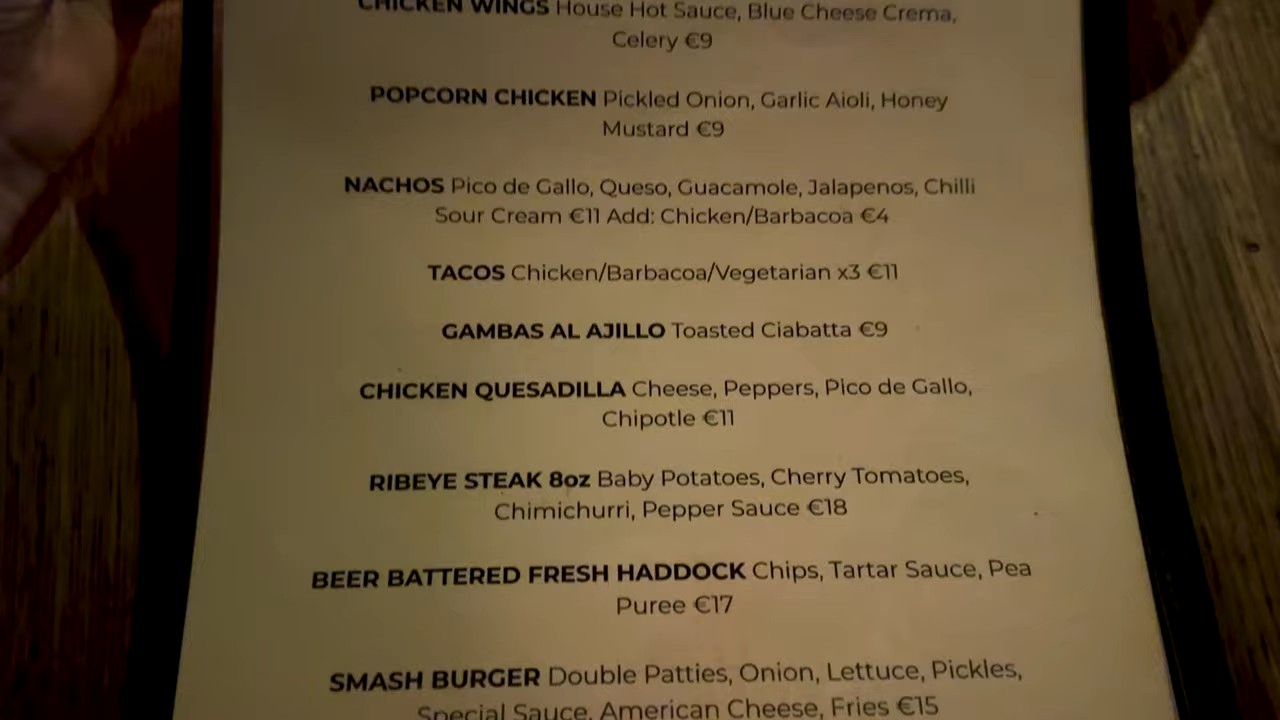 CHICKEN WINGS House Hot Sauce, Blue Cheese Crema,
Celery €9
POPCORN CHICKEN Pickled Onion, Garlic Aioli, Honey
Mustard €9
NACHOS Pico de Gallo, Queso, Guacamole, Jalapenos, Chilli
Sour Cream €11 Add: Chicken/Barbacoa €4
TACOS Chicken/Barbacoa/Vegetarian x3 €11
GAMBAS AL AJILLO Toasted Ciabatta €9
CHICKEN QUESADILLA Cheese, Peppers, Pico de Gallo,
Chipotle €11
RIBEYE STEAK 8oz Baby Potatoes, Cherry Tomatoes,
Chimichurri, Pepper Sauce €18
BEER BATTERED FRESH HADDOCK Chips, Tartar Sauce, Pea
Puree €17
SMASH BURGER Double Patties, Onion, Lettuce, Pickles,
Special Sauce, American Cheese, Fries €15